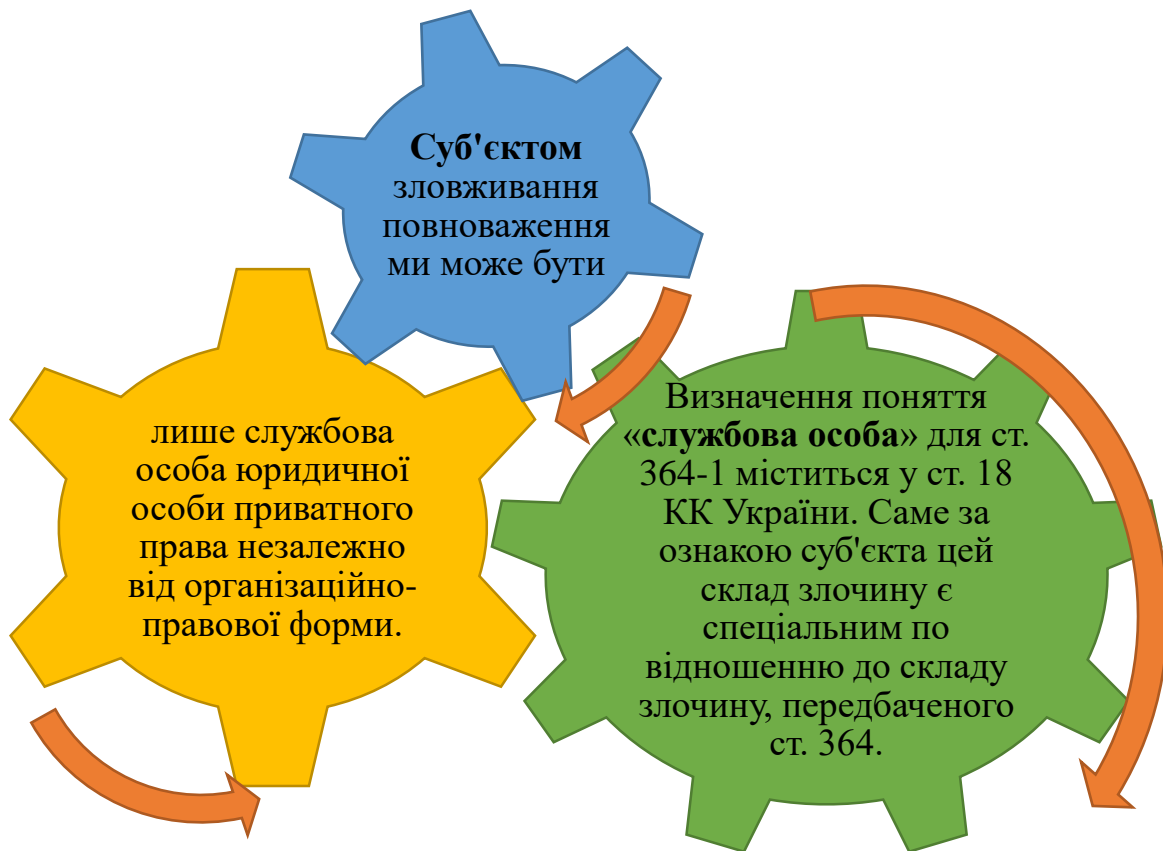 Суб'єктом
зловживання
повноваження
ми може бути
лише службова
особа юридичної
особи приватного
права незалежно
від організаційно-
правової форми.
Визначення поняття
«службова особа» для ст.
364-1 міститься у ст. 18
КК України. Саме за
ознакою суб'єкта цей
склад злочину є
спеціальним по
відношенню до складу
злочину, передбаченого
ст. 364.